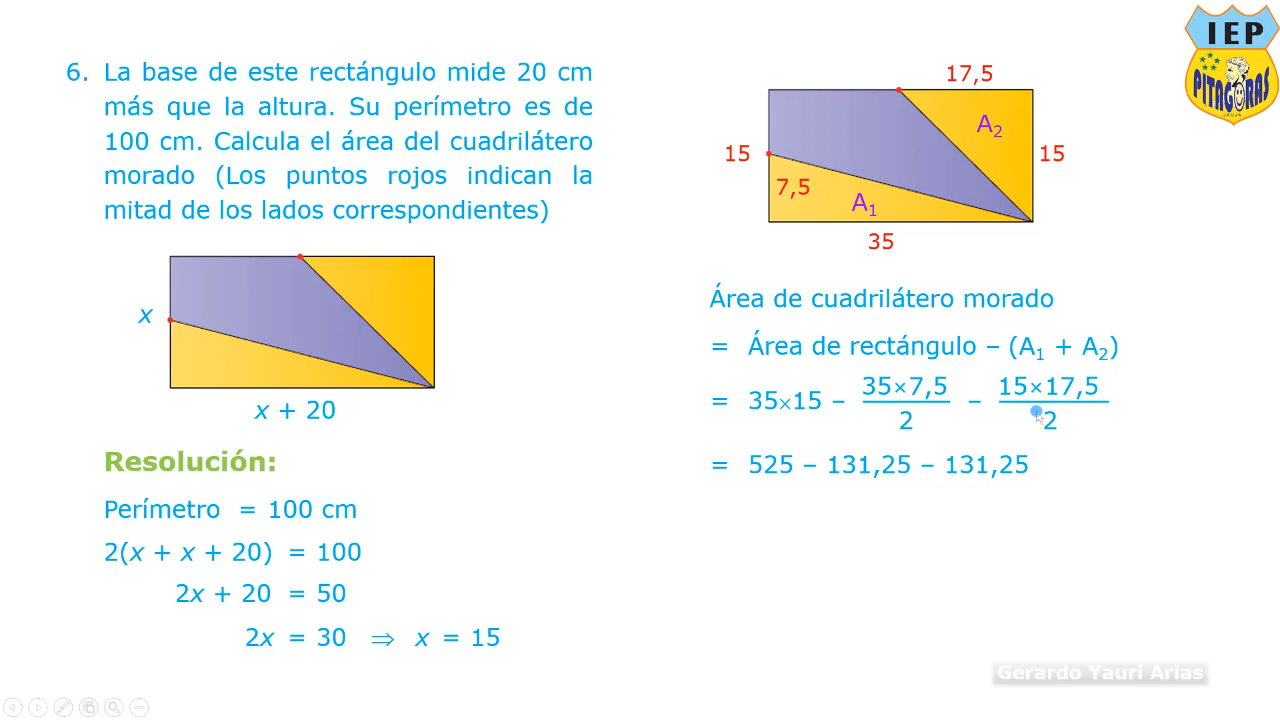 6. La base de este rectángulo mide 20 cm
más que la altura. Su perímetro es de
100 cm. Calcula el área del cuadrilátero
morado (Los puntos rojos indican la
mitad de los lados correspondientes)
x
x + 20
Resolución:
Perímetro = 100 cm
2(x + x + 20) = 100
2x + 20 = 50
2x = 30 ⇒ x = 15
17,5
A₂
15
15
7,5
A₁
35
Área de cuadrilátero morado
= Área de rectángulo – (A₁ + A₂)
= 35×15 – 35×7,5/2 – 15×17,5/2
= 525 – 131,25 – 131,25
IEP
PITAGORAS
JAUJA
Gerardo Yauri Arias